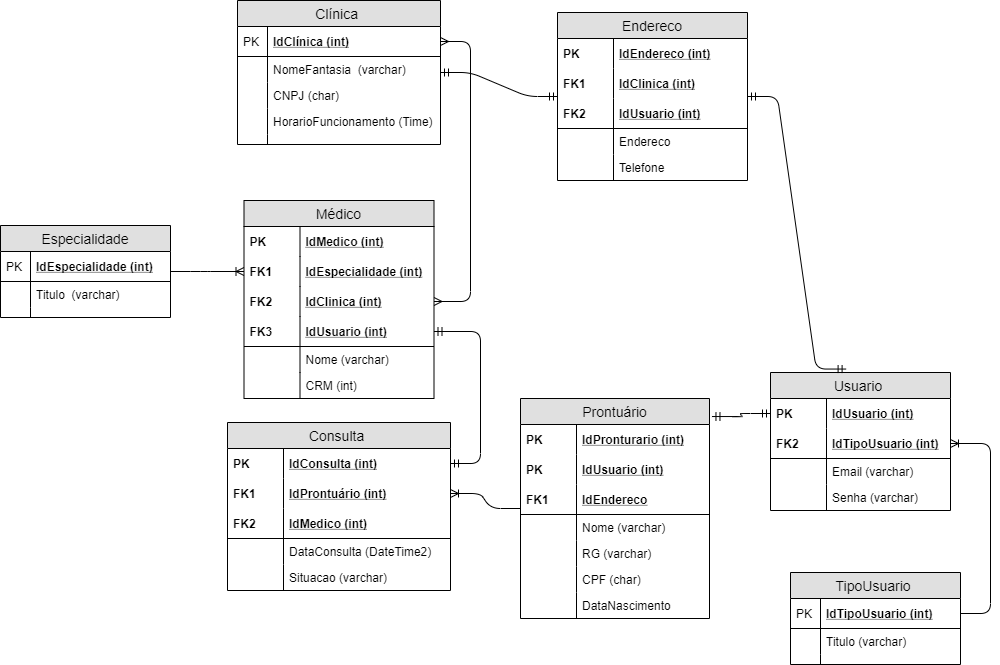 Clínica
PK IdClínica (int)
NomeFantasia (varchar)
CNPJ (char)
HorarioFuncionamento (Time)
Endereco
PK IdEndereco (int)
FK1 IdClinica (int)
FK2 IdUsuario (int)
Endereco
Telefone
Especialidade
PK IdEspecialidade (int)
Titulo (varchar)
Médico
PK IdMedico (int)
FK1 IdEspecialidade (int)
FK2 IdClinica (int)
FK3 IdUsuario (int)
Nome (varchar)
CRM (int)
Consulta
PK IdConsulta (int)
FK1 IdProntuário (int)
FK2 IdMedico (int)
DataConsulta (DateTime2)
Situacao (varchar)
Prontuário
PK IdPronturario (int)
PK IdUsuario (int)
FK1 IdEndereco
Nome (varchar)
RG (varchar)
CPF (char)
DataNascimento
Usuario
PK IdUsuario (int)
FK2 IdTipoUsuario (int)
Email (varchar)
Senha (varchar)
TipoUsuario
PK IdTipoUsuario (int)
Titulo (varchar)